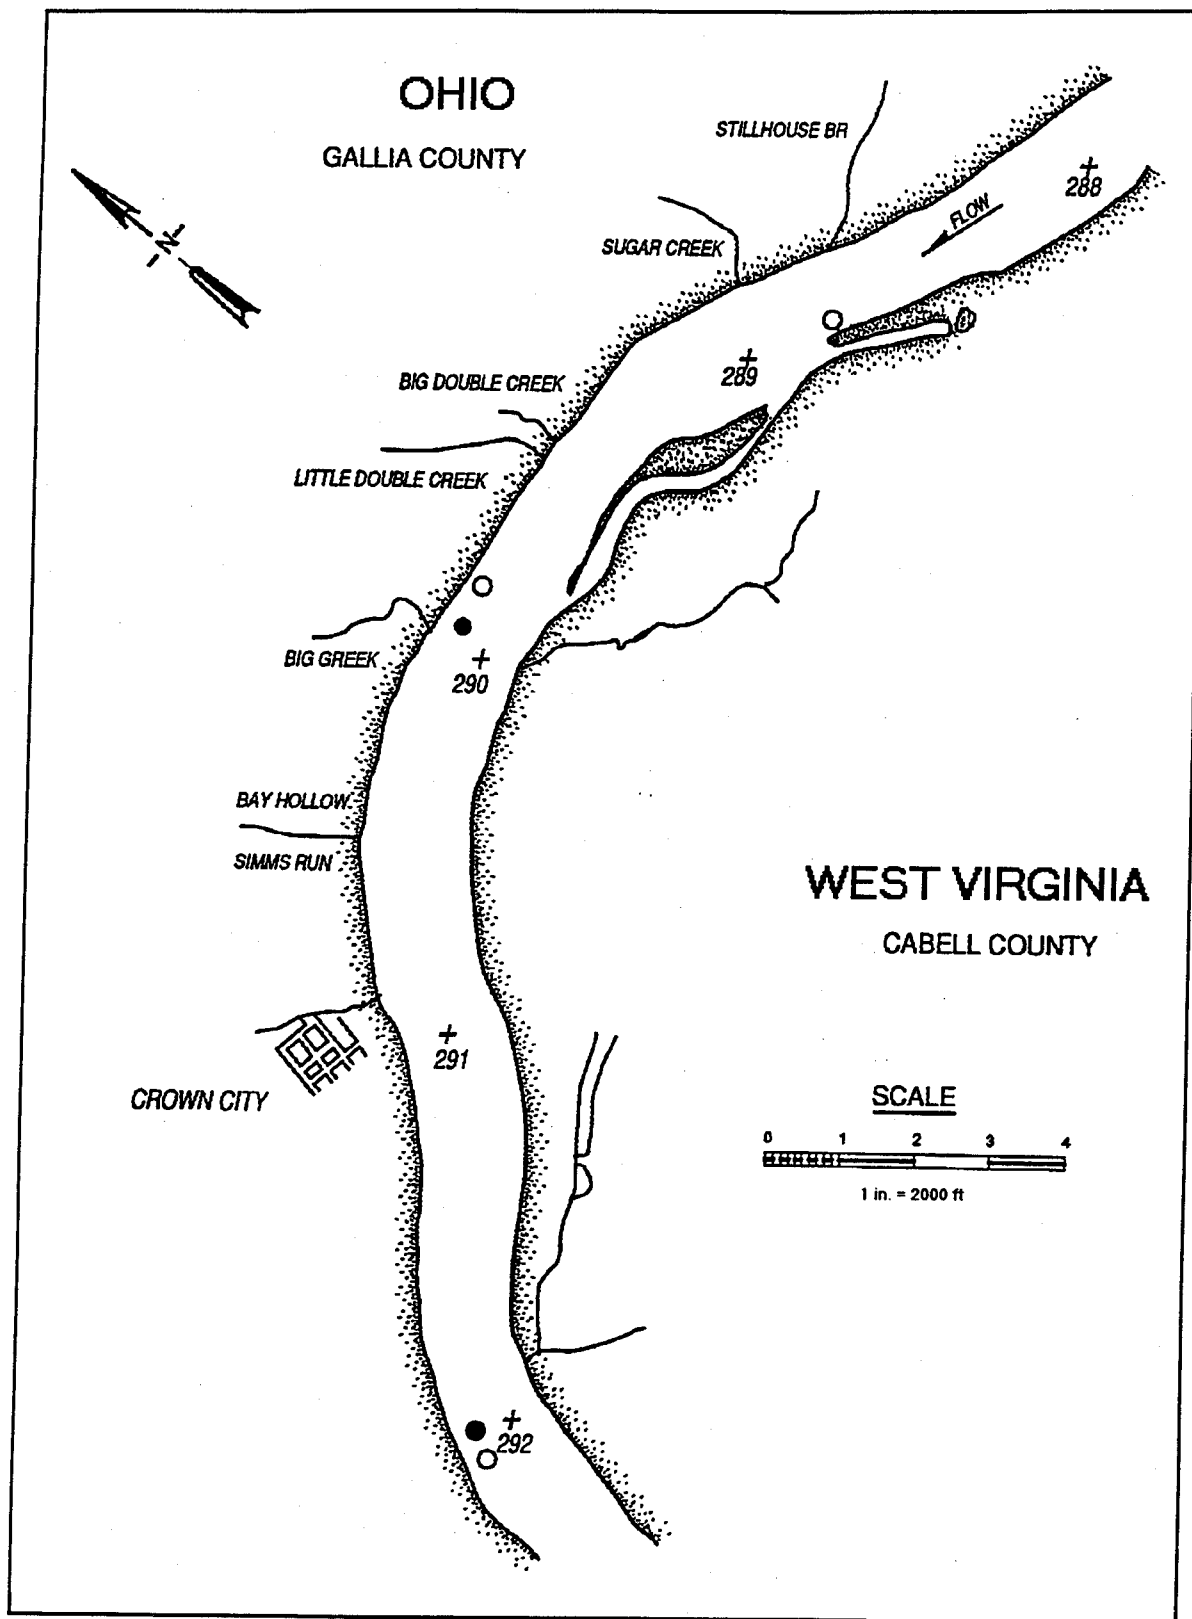 OHIO
GALLIA COUNTY
STILLHOUSE BR
288
FLOW
N
SUGAR CREEK
289
BIG DOUBLE CREEK
LITTLE DOUBLE CREEK
BIG GREEK
290
BAY HOLLOW
SIMMS RUN
WEST VIRGINIA
CABELL COUNTY
291
CROWN CITY
SCALE
0 1 2 3 4
1 in. = 2000 ft
292